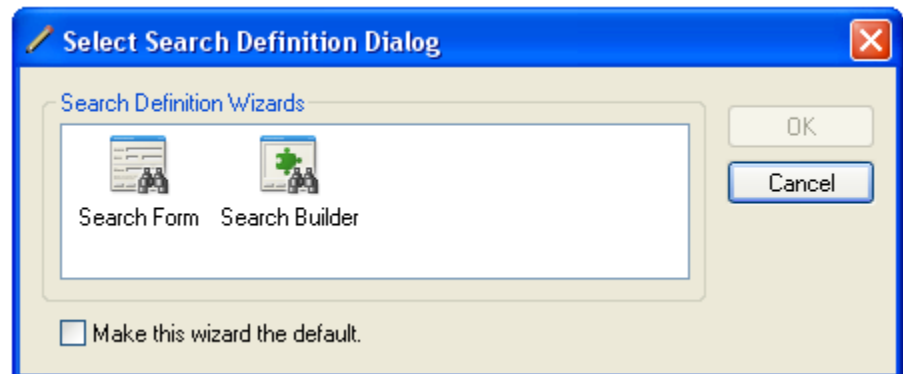 Select Search Definition Dialog
Search Definition Wizards
OK
Cancel
Search Form Search Builder
Make this wizard the default.